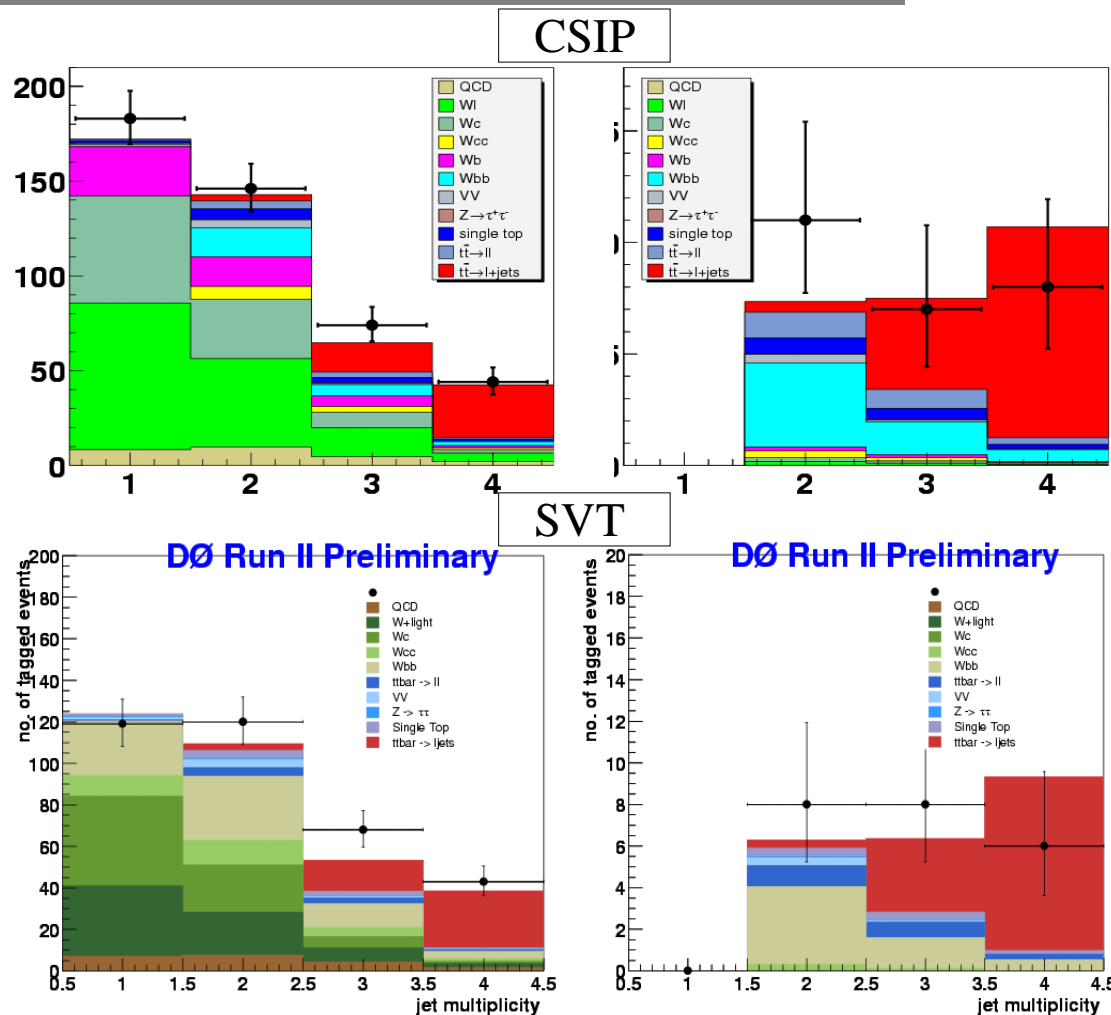 CSIP
200
150
100
50
0
1 2 3 4
QCD
Wl
Wc
Wcc
Wb
Wbb
VV
Z→τ⁺τ⁻
single top
tt̄→ll
tt̄→l+jets
QCD
Wl
Wc
Wcc
Wb
Wbb
VV
Z→τ⁺τ⁻
single top
tt̄→ll
tt̄→l+jets
1 2 3 4
SVT
DØ Run II Preliminary
no. of tagged events
200
180
160
140
120
100
80
60
40
20
0
QCD
W+light
Wc
Wcc
Wbb
ttbar -> ll
VV
Z -> ττ
Single Top
ttbar -> ljets
0.5 1 1.5 2 2.5 3 3.5 4 4.5
jet multiplicity
DØ Run II Preliminary
no. of tagged events
20
18
16
14
12
10
8
6
4
2
0
QCD
W+light
Wc
Wcc
Wbb
ttbar -> ll
VV
Z -> ττ
Single Top
ttbar -> ljets
0.5 1 1.5 2 2.5 3 3.5 4 4.5
jet multiplicity